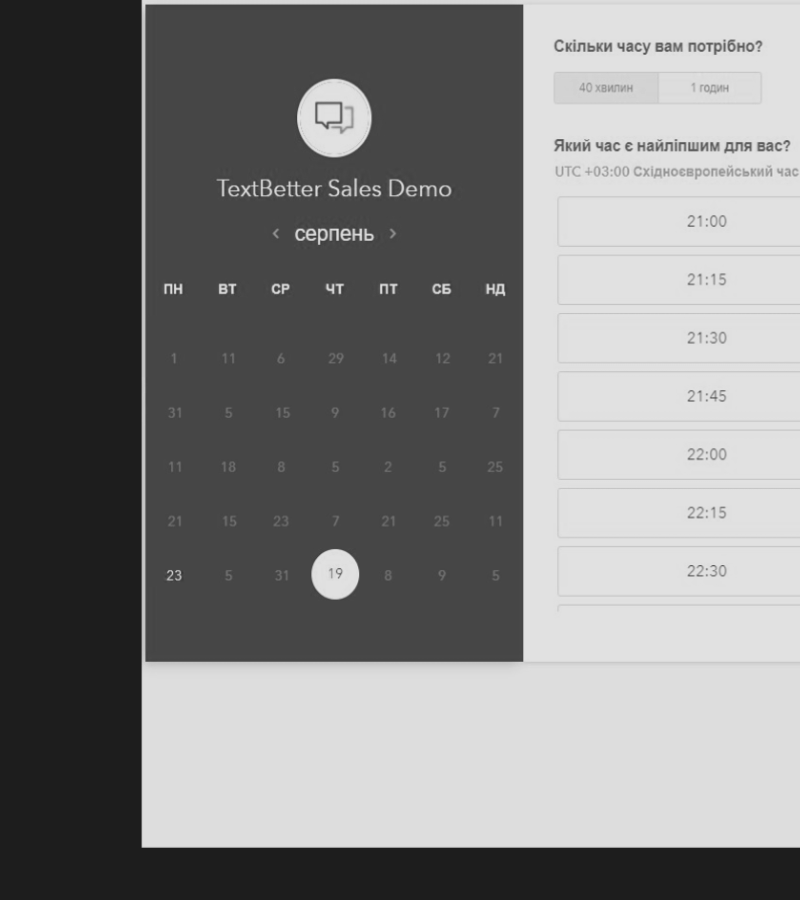 TextBetter Sales Demo
серпень
ПН ВТ СР ЧТ ПТ СБ НД
1 11 6 29 14 12 21
31 5 15 9 16 17 7
11 18 8 5 2 5 25
21 15 23 7 21 25 11
23 5 31 19 8 9 5
Скільки часу вам потрібно?
40 хвилин 1 годин
Який час є найліпшим для вас?
UTC +03:00 Східноєвропейський час
21:00
21:15
21:30
21:45
22:00
22:15
22:30